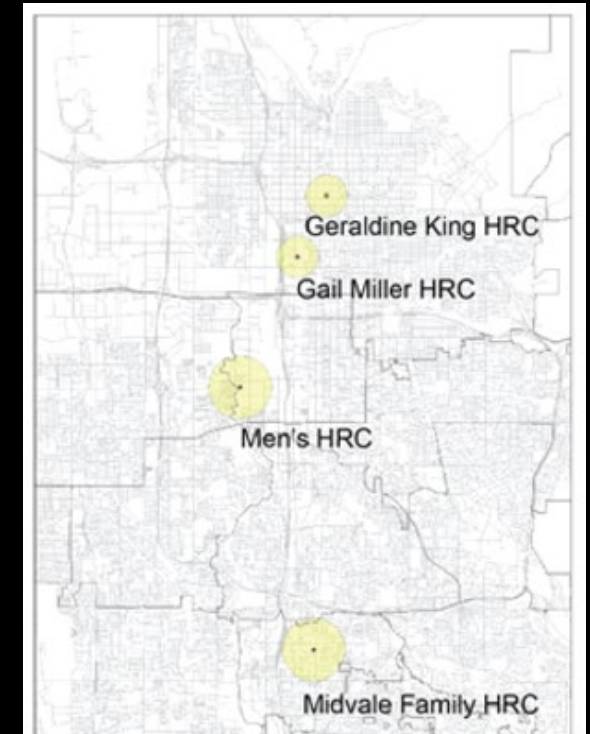 Geraldine King HRC
Gail Miller HRC
Men's HRC
Midvale Family HRC